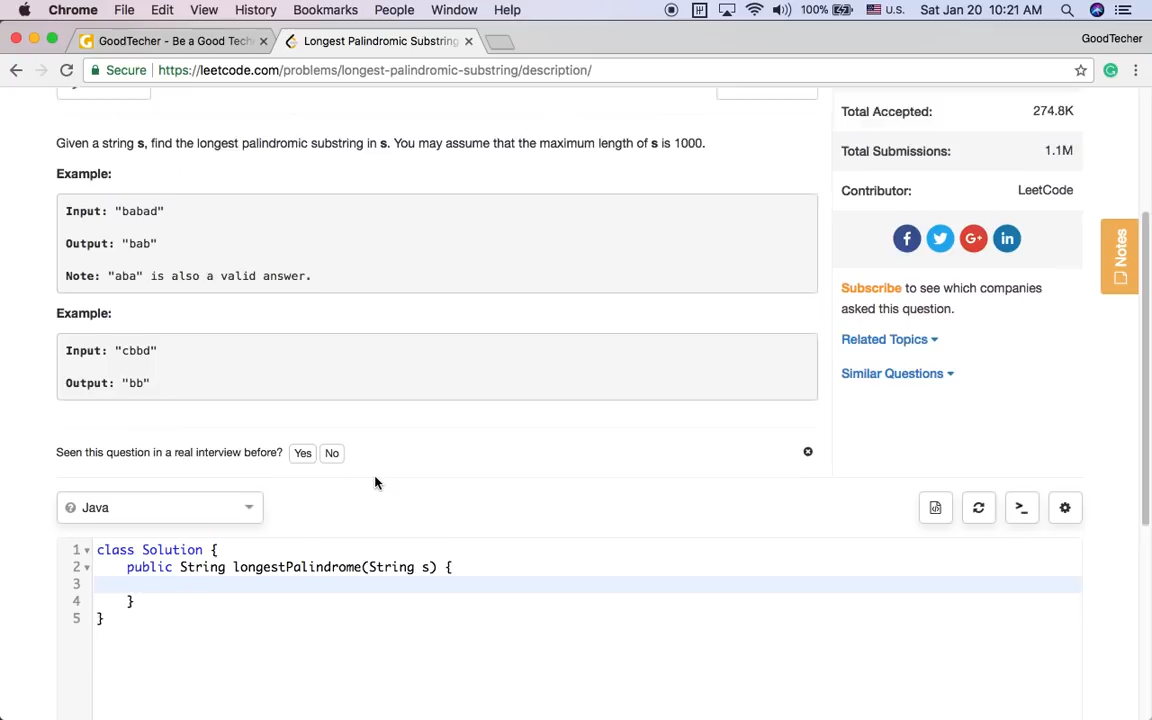 Chrome File Edit View History Bookmarks People Window Help 100% U.S. Sat Jan 20 10:21 AM
GoodTecher - Be a Good Tech × Longest Palindromic Substring × GoodTecher
Secure https://leetcode.com/problems/longest-palindromic-substring/description/
Total Accepted: 274.8K
Given a string s, find the longest palindromic substring in s. You may assume that the maximum length of s is 1000.
Total Submissions: 1.1M
Example:
Contributor: LeetCode
Input: "babad"
Output: "bab"
Note: "aba" is also a valid answer.
Notes
Subscribe to see which companies
asked this question.
Example:
Related Topics
Input: "cbbd"
Similar Questions
Output: "bb"
Seen this question in a real interview before? Yes No
Java
1 class Solution {
2 public String longestPalindrome(String s) {
3
4 }
5 }